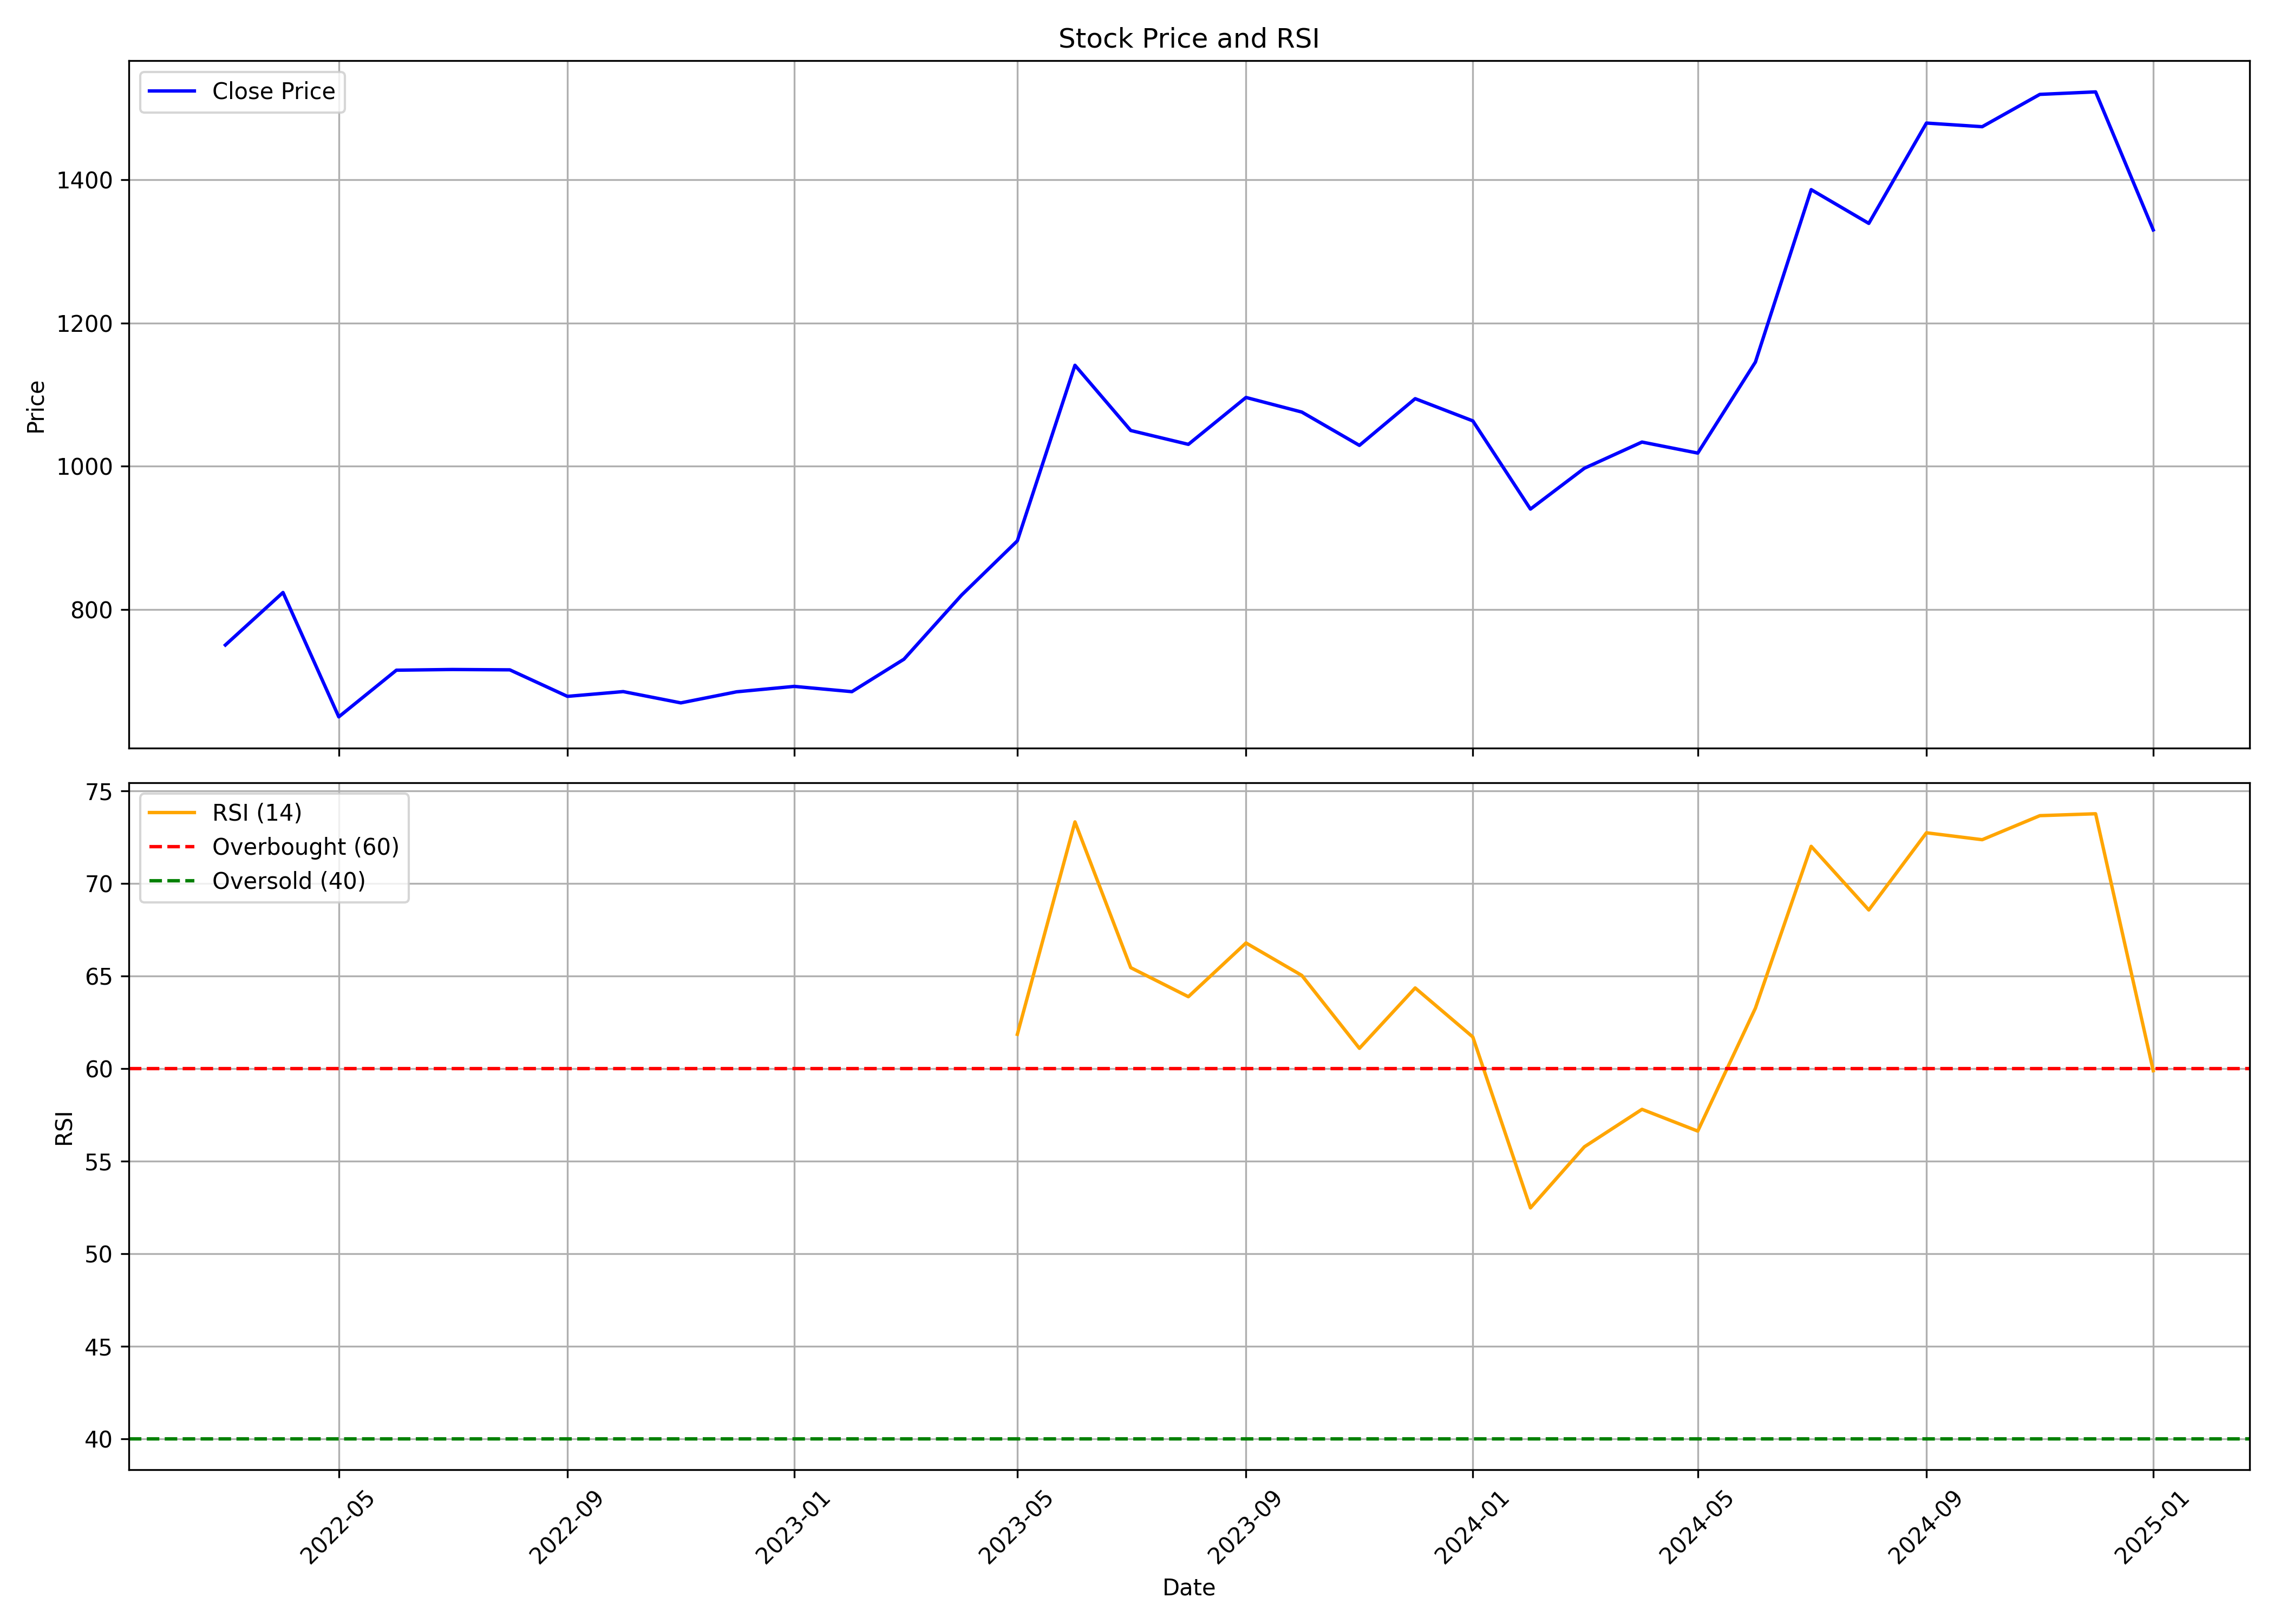 Stock Price and RSI
Close Price
1400
1200
1000
800
Price
75
70
65
60
55
50
45
40
RSI
RSI (14)
Overbought (60)
Oversold (40)
2022-05
2022-09
2023-01
2023-05
2023-09
2024-01
2024-05
2024-09
2025-01
Date